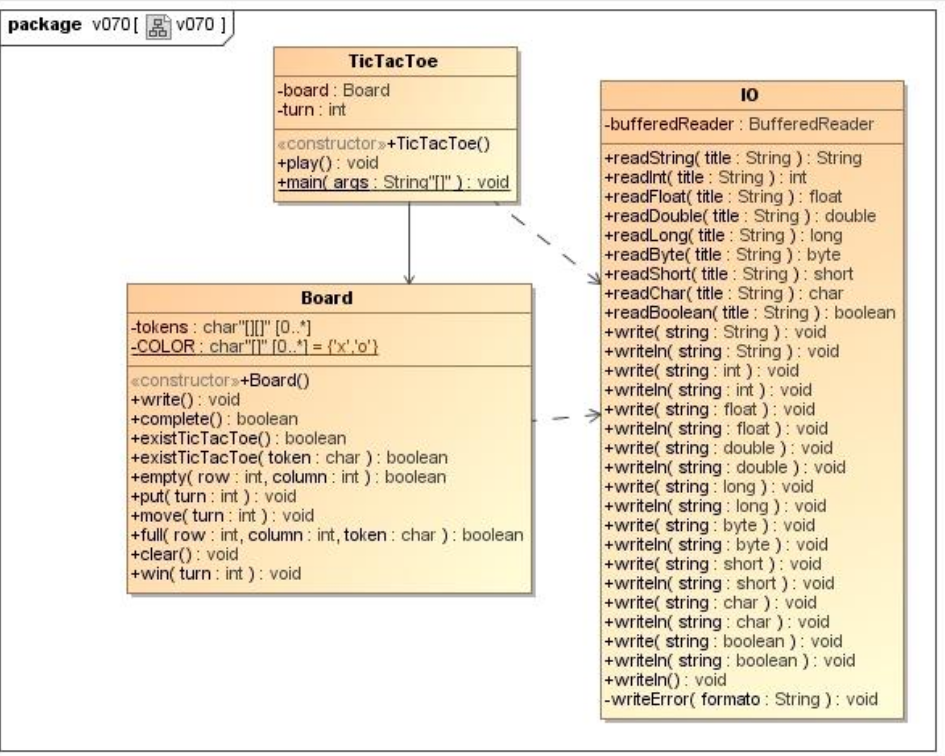 package v070 [ v070 ]
TicTacToe
-board : Board
-turn : int
«constructor»+TicTacToe()
+play() : void
+main( args : String"[]" ) : void
IO
-bufferedReader : BufferedReader
+readString( title : String ) : String
+readInt( title : String ) : int
+readFloat( title : String ) : float
+readDouble( title : String ) : double
+readLong( title : String ) : long
+readByte( title : String ) : byte
+readShort( title : String ) : short
+readChar( title : String ) : char
+readBoolean( title : String ) : boolean
+write( string : String ) : void
+writeln( string : String ) : void
+write( string : int ) : void
+writeln( string : int ) : void
+write( string : float ) : void
+writeln( string : float ) : void
+write( string : double ) : void
+writeln( string : double ) : void
+write( string : long ) : void
+writeln( string : long ) : void
+write( string : byte ) : void
+writeln( string : byte ) : void
+write( string : short ) : void
+writeln( string : short ) : void
+write( string : char ) : void
+writeln( string : char ) : void
+write( string : boolean ) : void
+writeln( string : boolean ) : void
+writeln() : void
-writeError( formato : String ) : void
Board
-tokens : char"[][]" [0..*]
-COLOR : char"[]" [0..*] = {'x','o'}
«constructor»+Board()
+write() : void
+complete() : boolean
+existTicTacToe() : boolean
+existTicTacToe( token : char ) : boolean
+empty( row : int, column : int ) : boolean
+put( turn : int ) : void
+move( turn : int ) : void
+full( row : int, column : int, token : char ) : boolean
+clear() : void
+win( turn : int ) : void